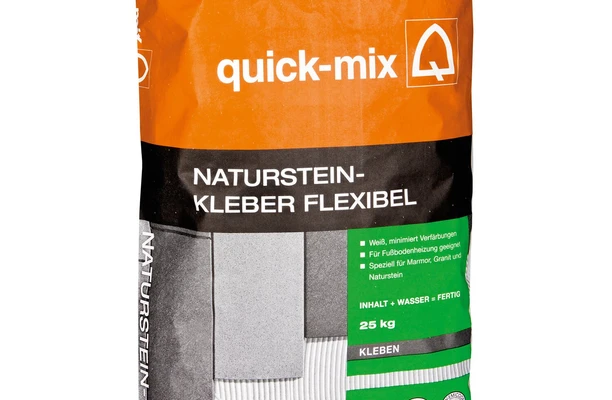 quick-mix
NATURSTEIN-
KLEBER FLEXIBEL
Weiß, minimiert Verfärbungen
Für Fußbodenheizung geeignet
Speziell für Marmor, Granit und
Naturstein
INHALT + WASSER = FERTIG
25 kg
KLEBEN
NATURSTEIN-